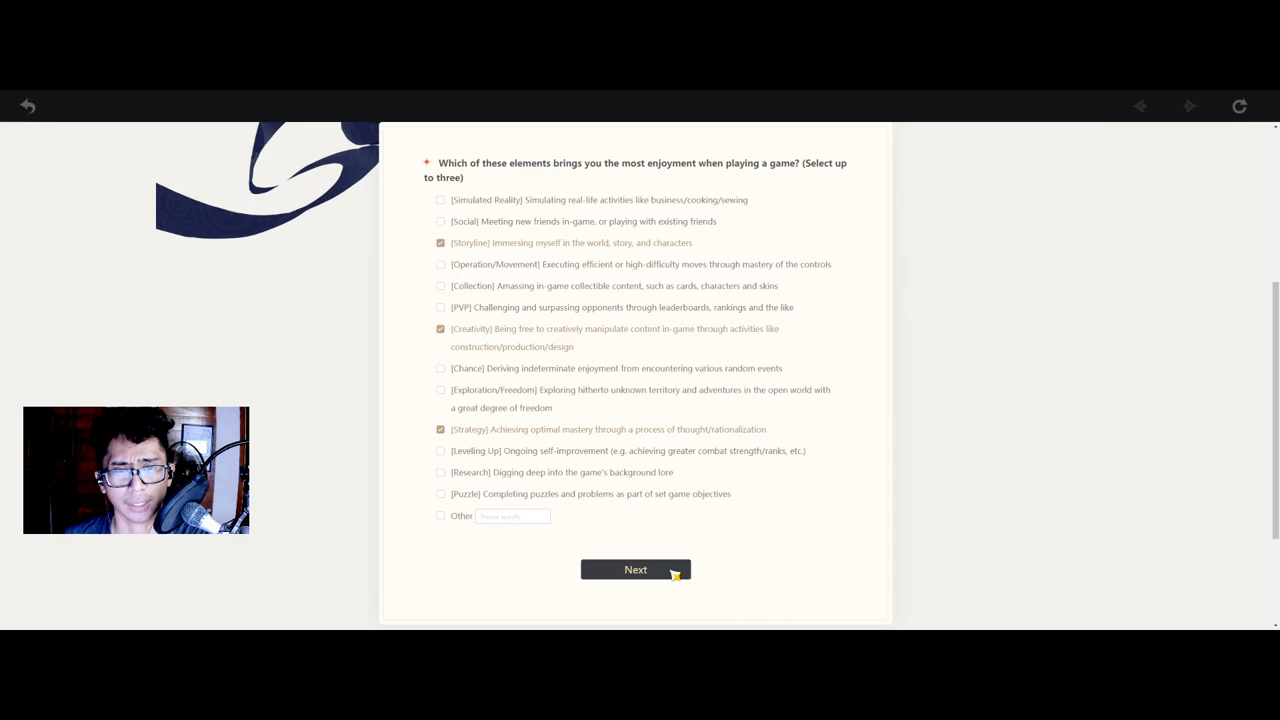 Which of these elements brings you the most enjoyment when playing a game? (Select up
to three)
[Simulated Reality] Simulating real-life activities like business/cooking/sewing
[Social] Meeting new friends in-game, or playing with existing friends
[Storyline] Immersing myself in the world, story, and characters
[Operation/Movement] Executing efficient or high-difficulty moves through mastery of the controls
[Collection] Amassing in-game collectible content, such as cards, characters and skins
[PVP] Challenging and surpassing opponents through leaderboards, rankings and the like
[Creativity] Being free to creatively manipulate content in-game through activities like
construction/production/design
[Chance] Deriving indeterminate enjoyment from encountering various random events
[Exploration/Freedom] Exploring hitherto unknown territory and adventures in the open world with
a great degree of freedom
[Strategy] Achieving optimal mastery through a process of thought/rationalization
[Leveling Up] Ongoing self-improvement (e.g. achieving greater combat strength/ranks, etc.)
[Research] Digging deep into the game's background lore
[Puzzle] Completing puzzles and problems as part of set game objectives
Other Please specify
Next